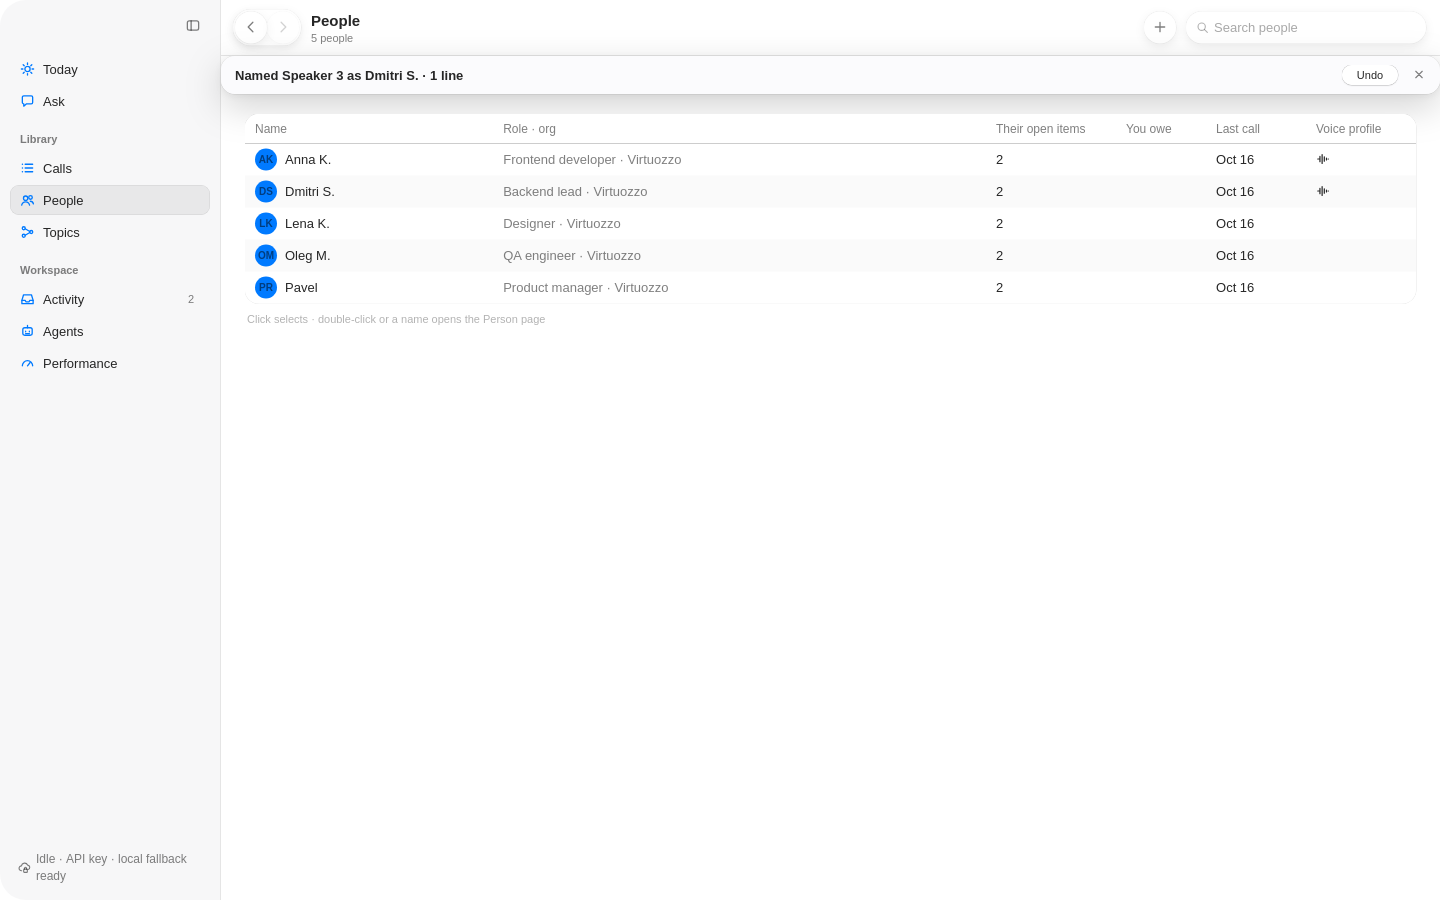 People
5 people
Search people
Today
Ask
Library
Calls
People
Topics
Workspace
Activity 2
Agents
Performance
Idle · API key · local fallback
ready
Named Speaker 3 as Dmitri S. · 1 line
Undo
Name Role · org Their open items You owe Last call Voice profile
AK Anna K. Frontend developer · Virtuozzo 2 Oct 16
DS Dmitri S. Backend lead · Virtuozzo 2 Oct 16
LK Lena K. Designer · Virtuozzo 2 Oct 16
OM Oleg M. QA engineer · Virtuozzo 2 Oct 16
PR Pavel Product manager · Virtuozzo 2 Oct 16
Click selects · double-click or a name opens the Person page